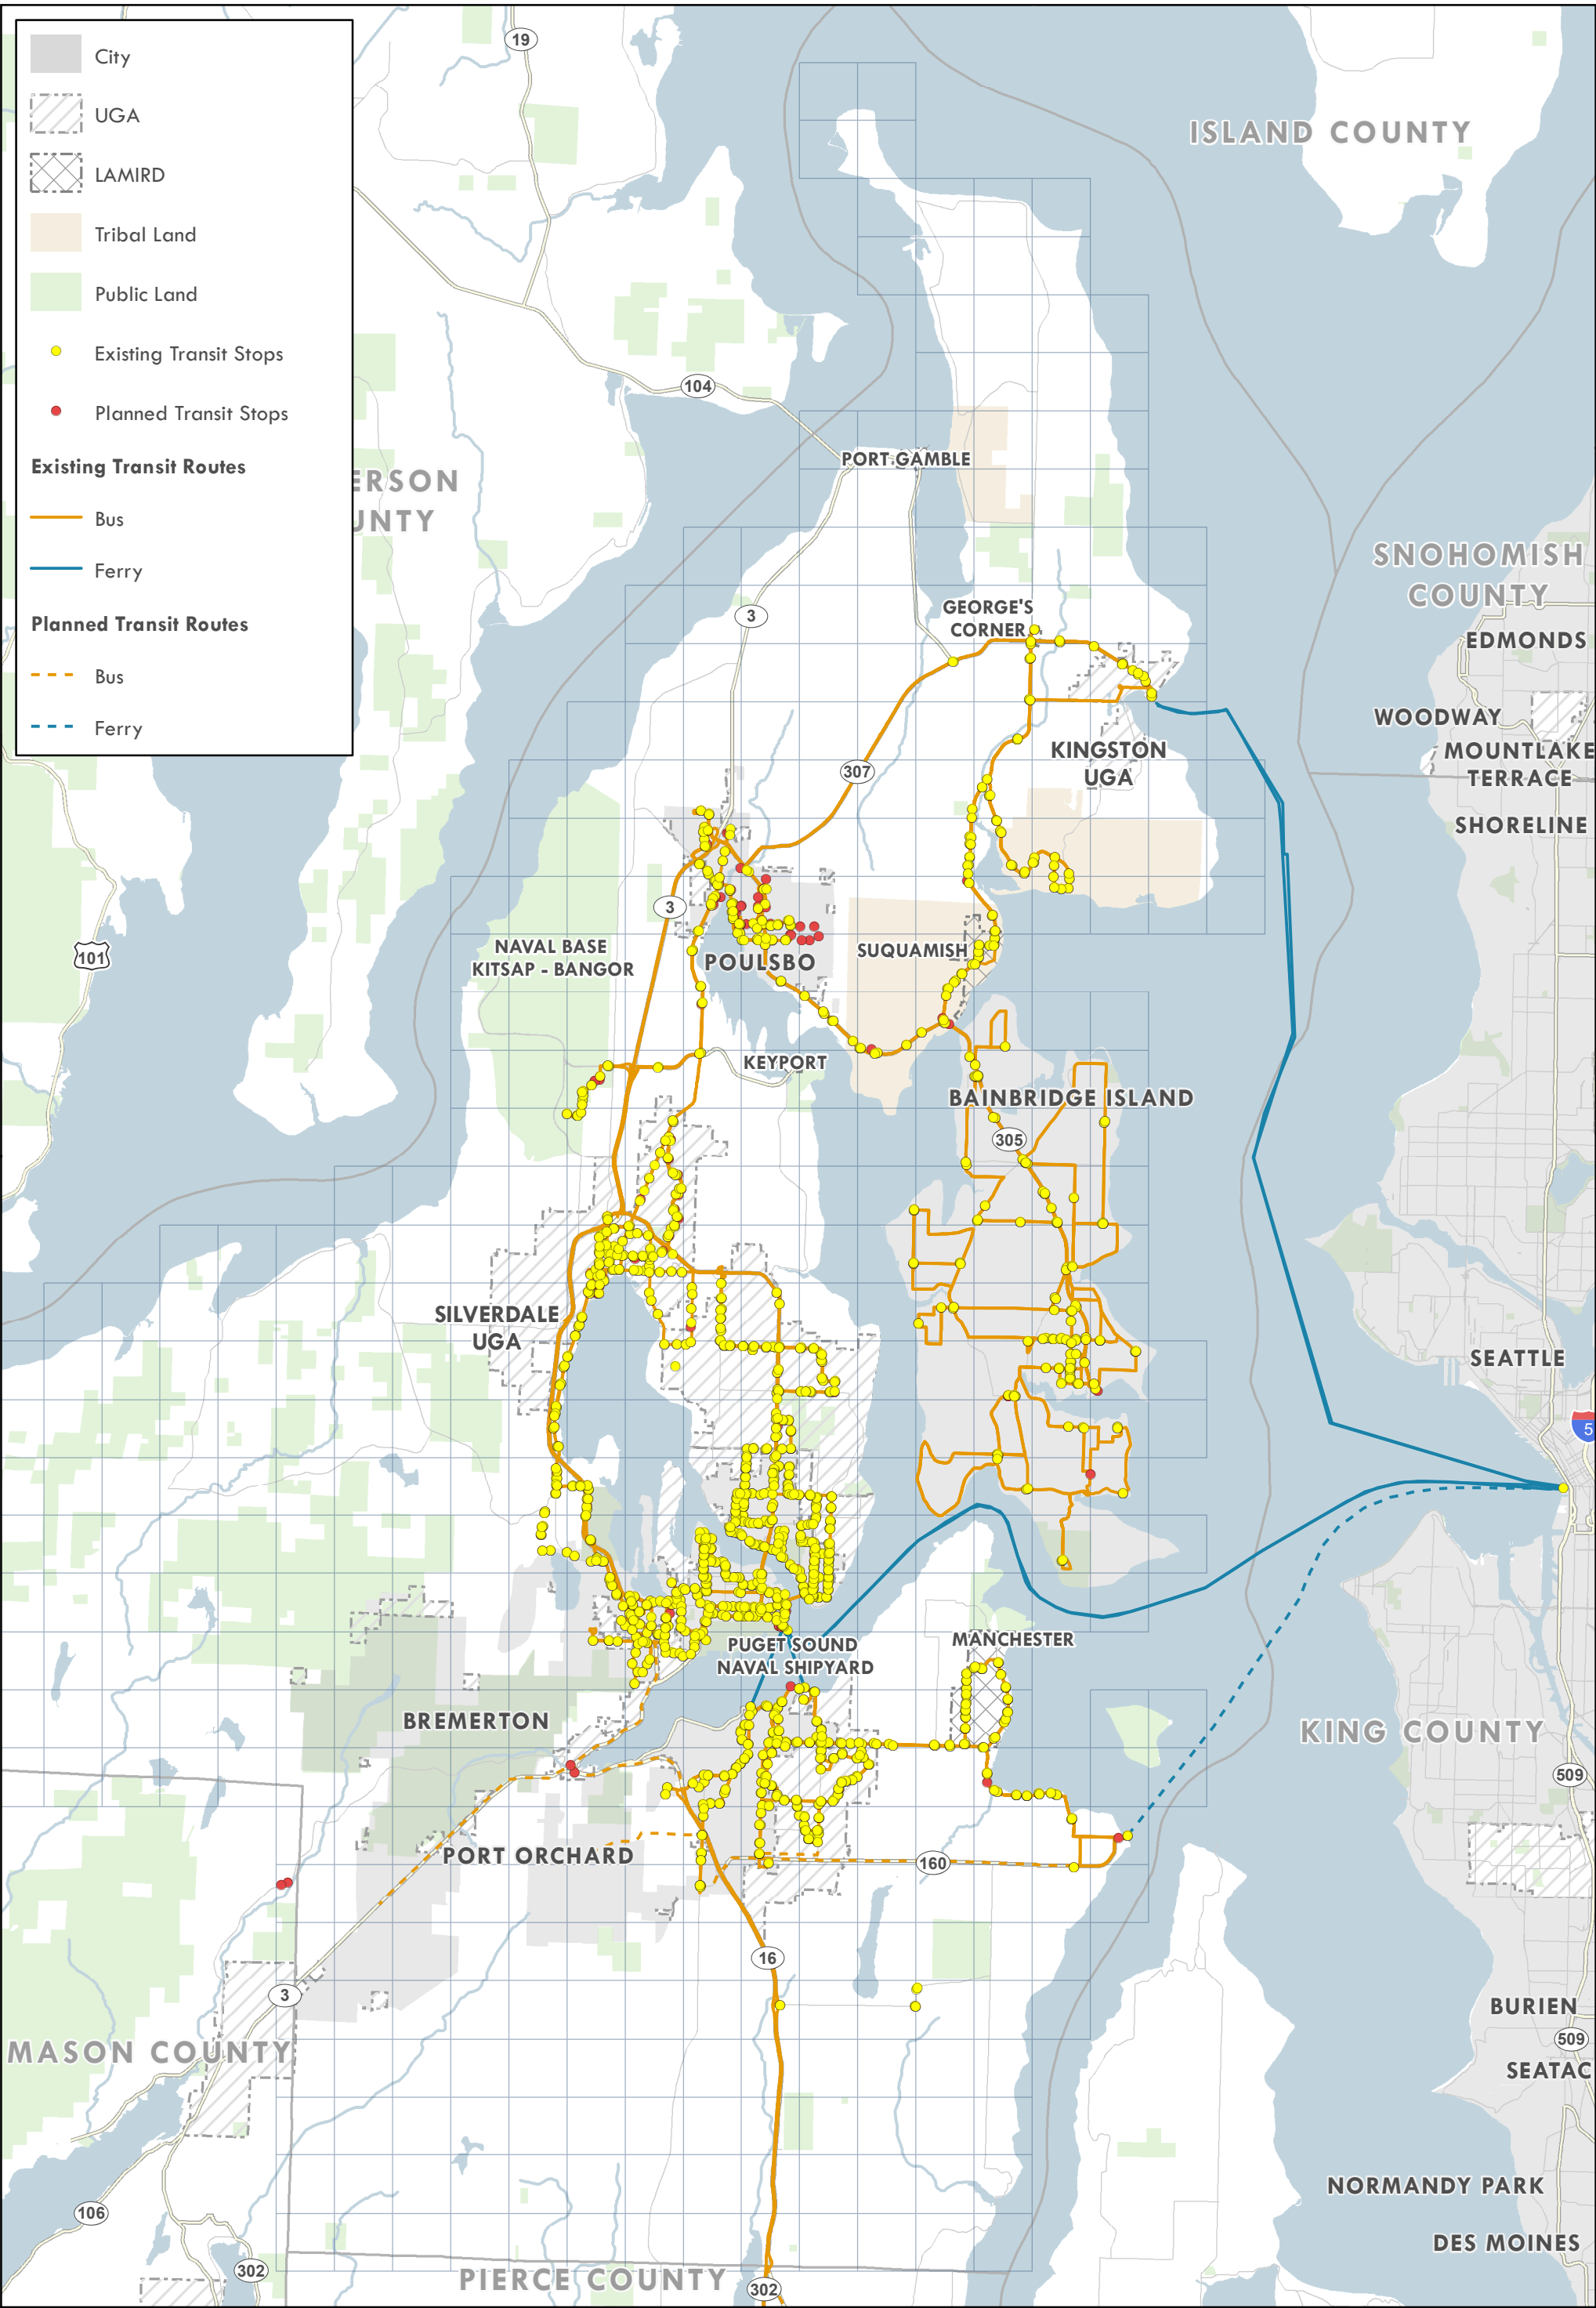 City
UGA
LAMIRD
Tribal Land
Public Land
Existing Transit Stops
Planned Transit Stops
Existing Transit Routes
Bus
Ferry
Planned Transit Routes
Bus
Ferry
19
ISLAND COUNTY
104
PORT GAMBLE
ERSON
UNTY
SNOHOMISH
COUNTY
3
GEORGE'S
CORNER
EDMONDS
WOODWAY
MOUNTLAKE
TERRACE
KINGSTON
UGA
307
SHORELINE
3
101
NAVAL BASE
KITSAP - BANGOR
POULSBO
SUQUAMISH
KEYPORT
BAINBRIDGE ISLAND
305
SILVERDALE
UGA
SEATTLE
5
PUGET SOUND
NAVAL SHIPYARD
MANCHESTER
BREMERTON
KING COUNTY
509
PORT ORCHARD
160
16
3
BURIEN
509
MASON COUNTY
SEATAC
NORMANDY PARK
106
DES MOINES
302
PIERCE COUNTY
302